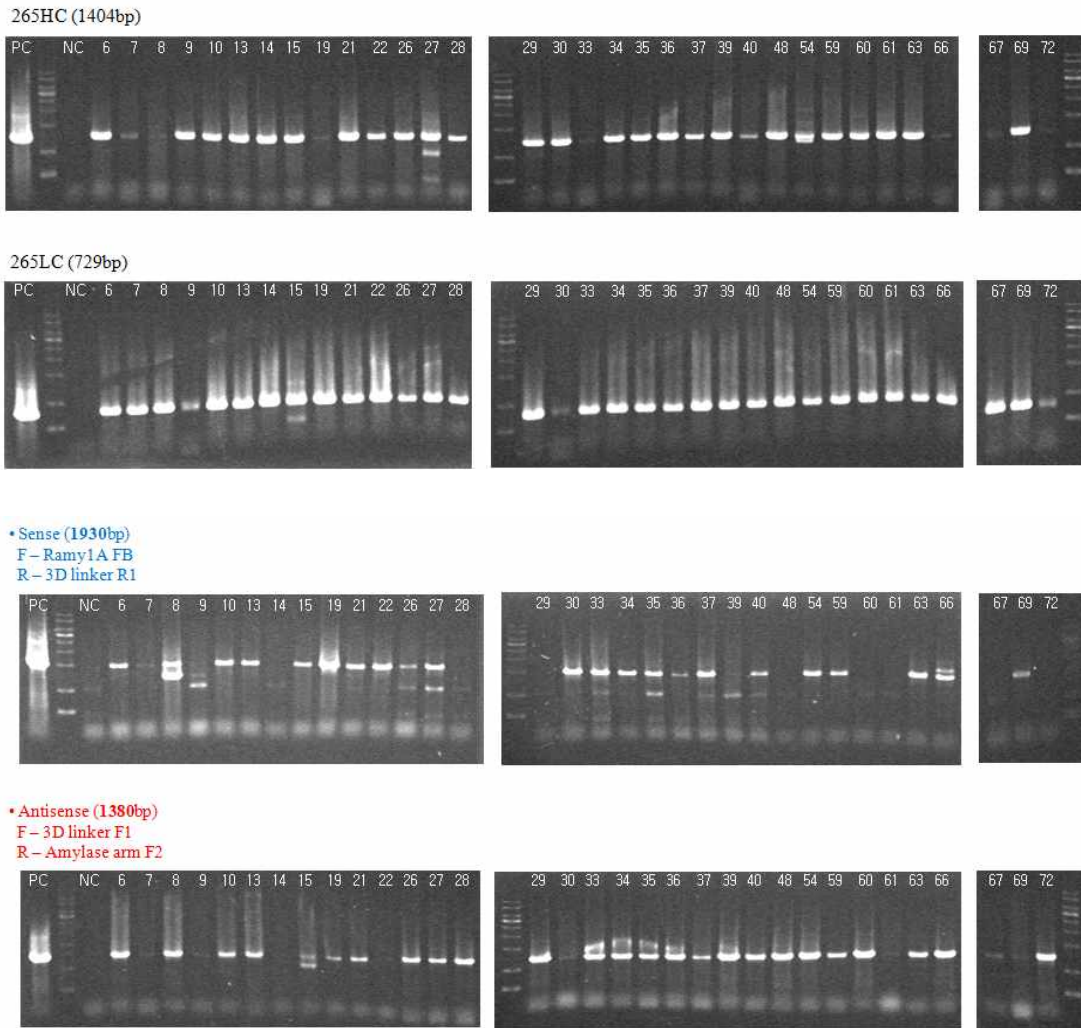 265HC (1404bp)
PC NC 6 7 8 9 10 13 14 15 19 21 22 26 27 28 29 30 33 34 35 36 37 39 40 48 54 59 60 61 63 66 67 69 72
265LC (729bp)
PC NC 6 7 8 9 10 13 14 15 19 21 22 26 27 28 29 30 33 34 35 36 37 39 40 48 54 59 60 61 63 66 67 69 72
• Sense (1930bp)
F – Ramy1A FB
R – 3D linker R1
PC NC 6 7 8 9 10 13 14 15 19 21 22 26 27 28 29 30 33 34 35 36 37 39 40 48 54 59 60 61 63 66 67 69 72
• Antisense (1380bp)
F – 3D linker F1
R – Amylase arm F2
PC NC 6 7 8 9 10 13 14 15 19 21 22 26 27 28 29 30 33 34 35 36 37 39 40 48 54 59 60 61 63 66 67 69 72